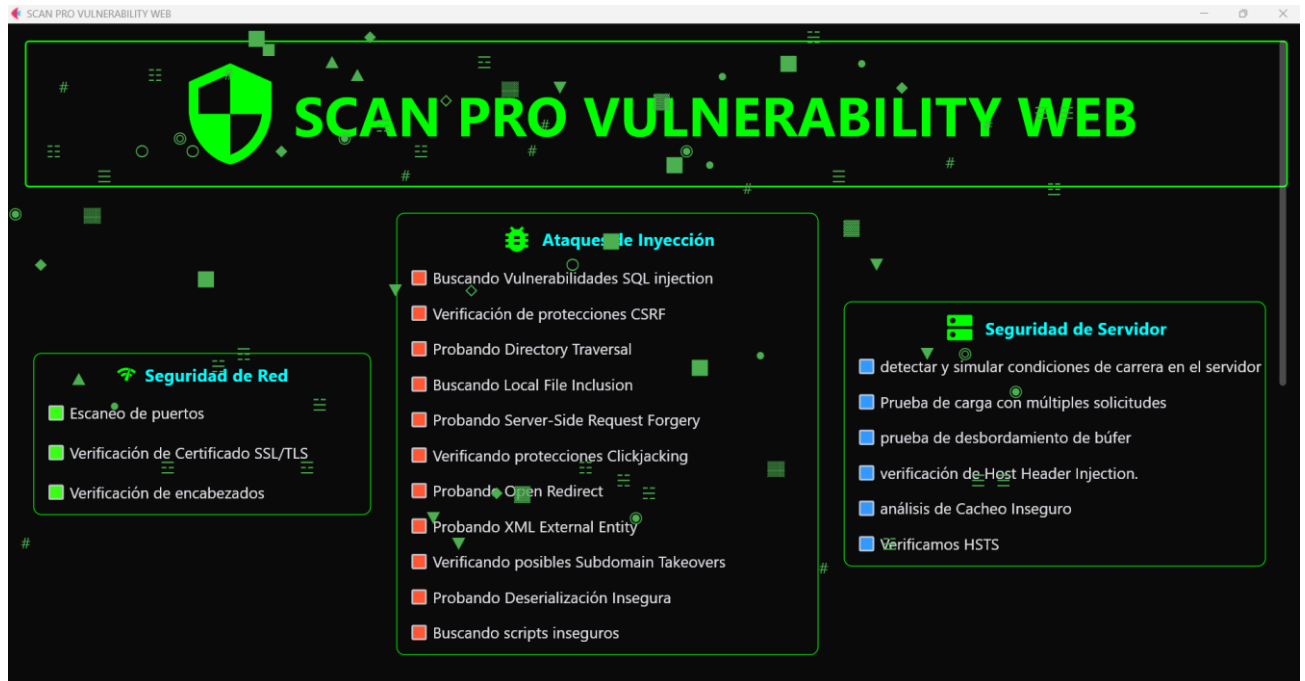 SCAN PRO VULNERABILITY WEB
SCAN PRO VULNERABILITY WEB
Seguridad de Red
Escaneo de puertos
Verificación de Certificado SSL/TLS
Verificación de encabezados
Ataques de Inyección
Buscando Vulnerabilidades SQL injection
Verificación de protecciones CSRF
Probando Directory Traversal
Buscando Local File Inclusion
Probando Server-Side Request Forgery
Verificando protecciones Clickjacking
Probando Open Redirect
Probando XML External Entity
Verificando posibles Subdomain Takeovers
Probando Deserialización Insegura
Buscando scripts inseguros
Seguridad de Servidor
detectar y simular condiciones de carrera en el servidor
Prueba de carga con múltiples solicitudes
prueba de desbordamiento de búfer
verificación de Host Header Injection.
análisis de Cacheo Inseguro
Verificamos HSTS